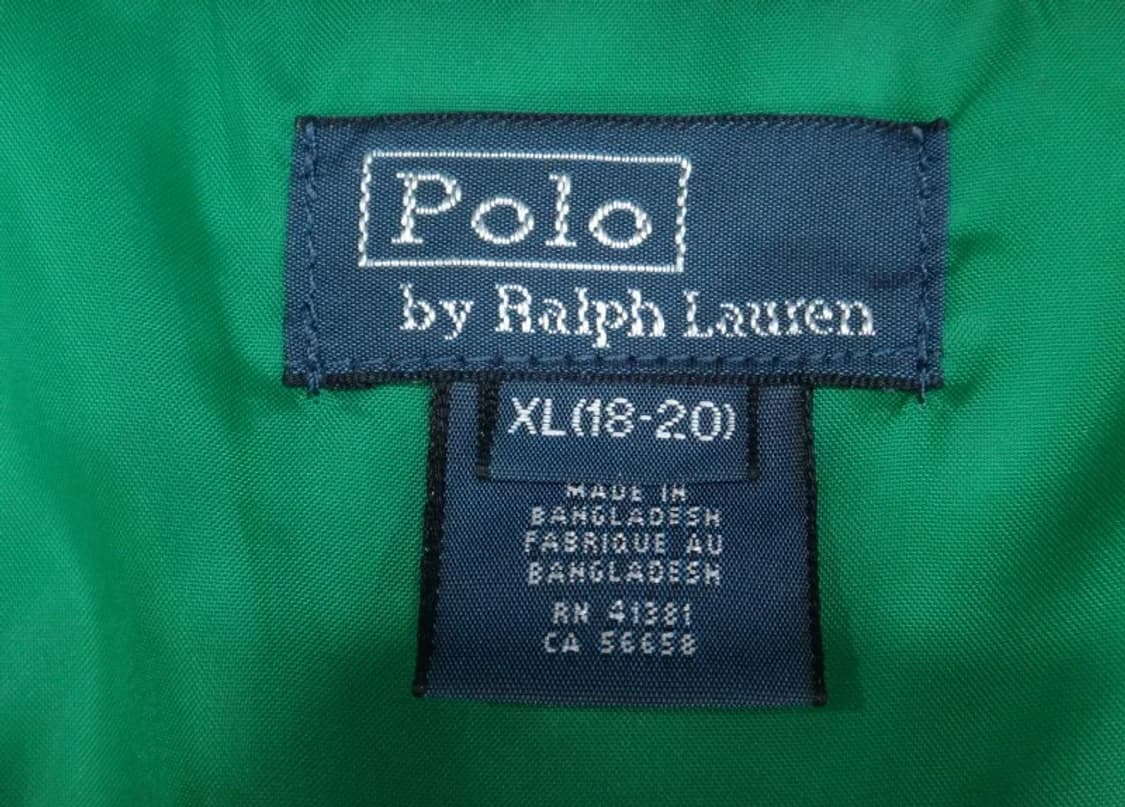 Polo
by Ralph Lauren
XL(18-20)
MADE IN
BANGLADESH
FABRIQUE AU
BANGLADESH
RN 41381
CA 56658